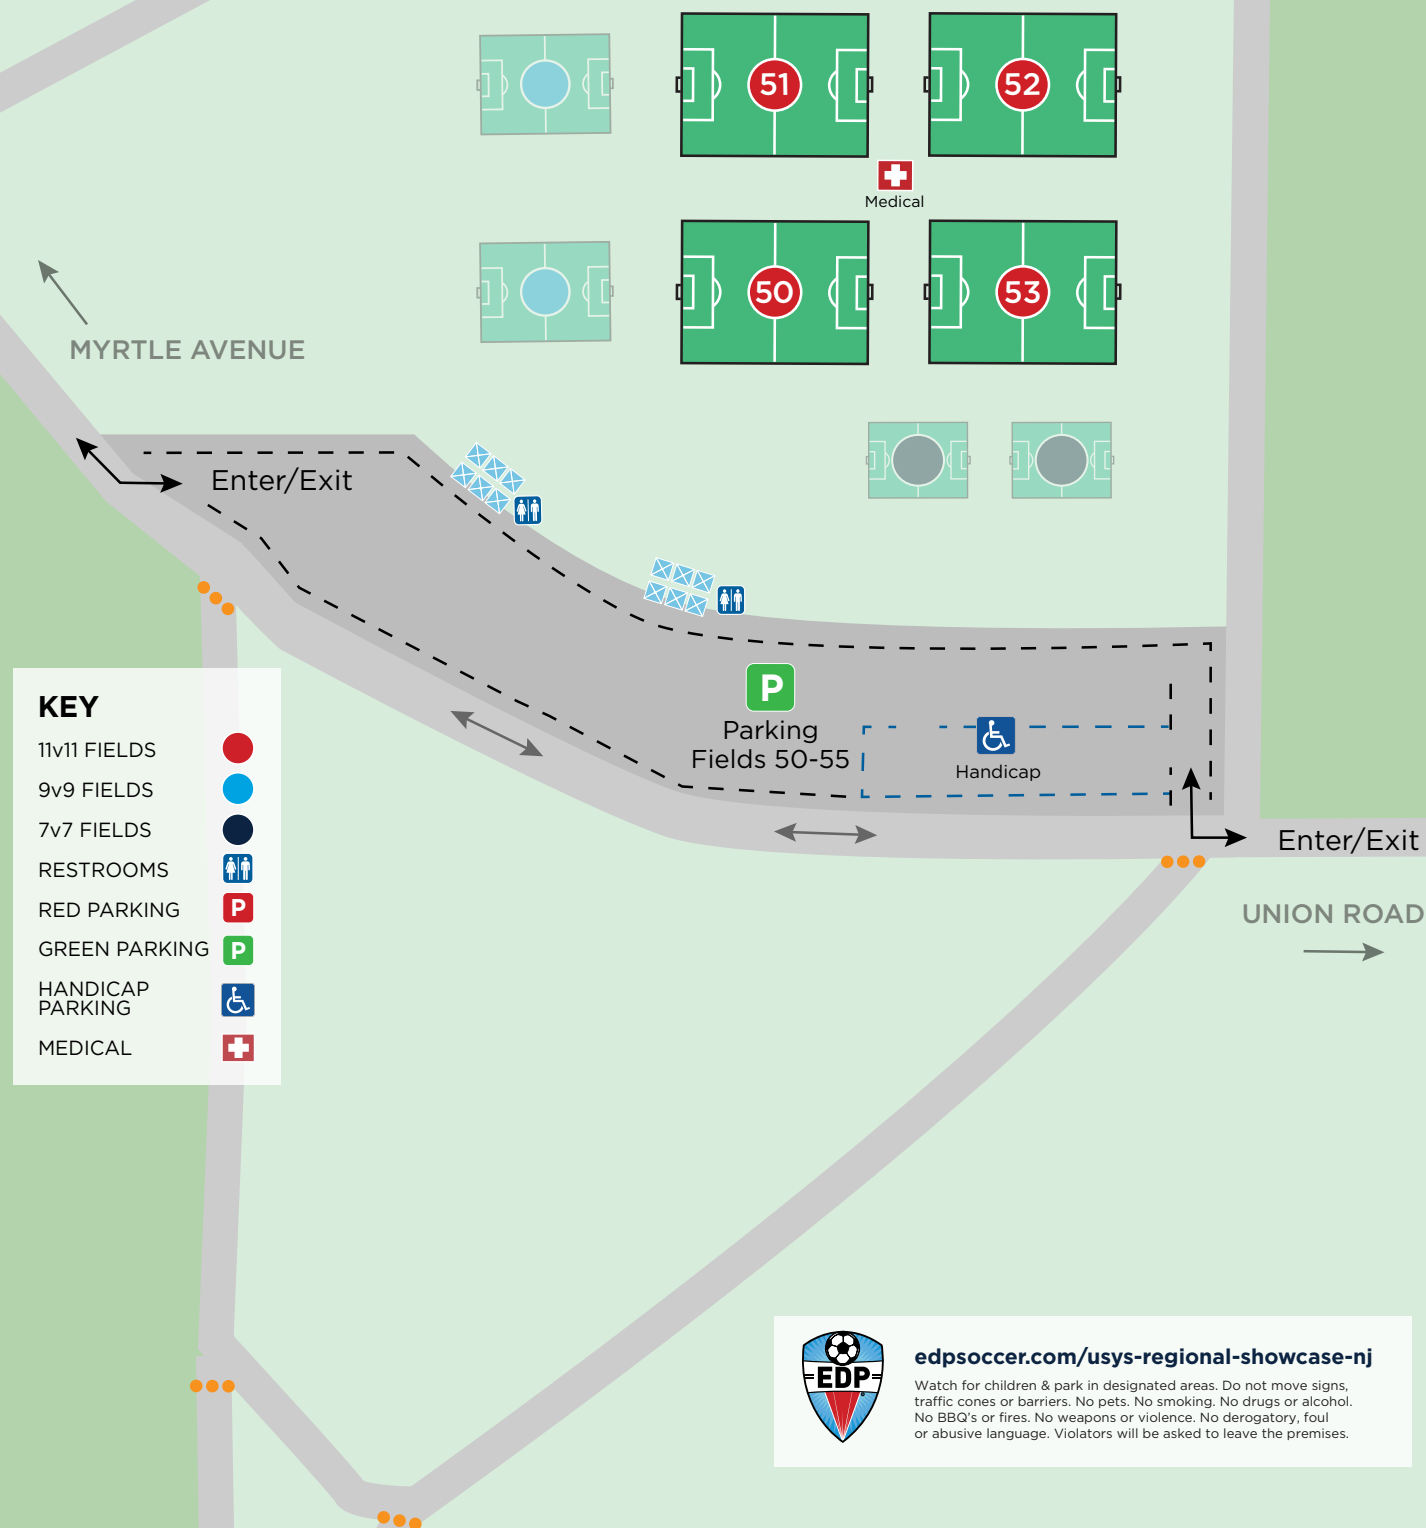 51
52
Medical
50
53
MYRTLE AVENUE
Enter/Exit
P
Parking
Fields 50-55
Handicap
Enter/Exit
UNION ROAD
KEY
11v11 FIELDS
9v9 FIELDS
7v7 FIELDS
RESTROOMS
RED PARKING P
GREEN PARKING P
HANDICAP
PARKING
MEDICAL
EDP
edpsoccer.com/usys-regional-showcase-nj
Watch for children & park in designated areas. Do not move signs,
traffic cones or barriers. No pets. No smoking. No drugs or alcohol.
No BBQ's or fires. No weapons or violence. No derogatory, foul
or abusive language. Violators will be asked to leave the premises.